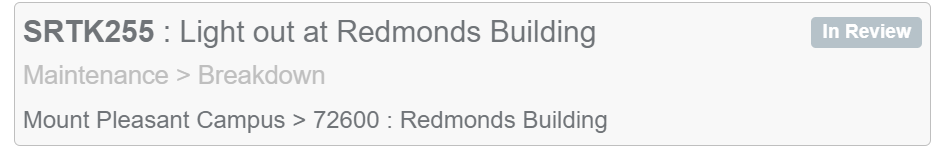 SRTK255 : Light out at Redmonds Building
In Review
Maintenance > Breakdown
Mount Pleasant Campus > 72600 : Redmonds Building